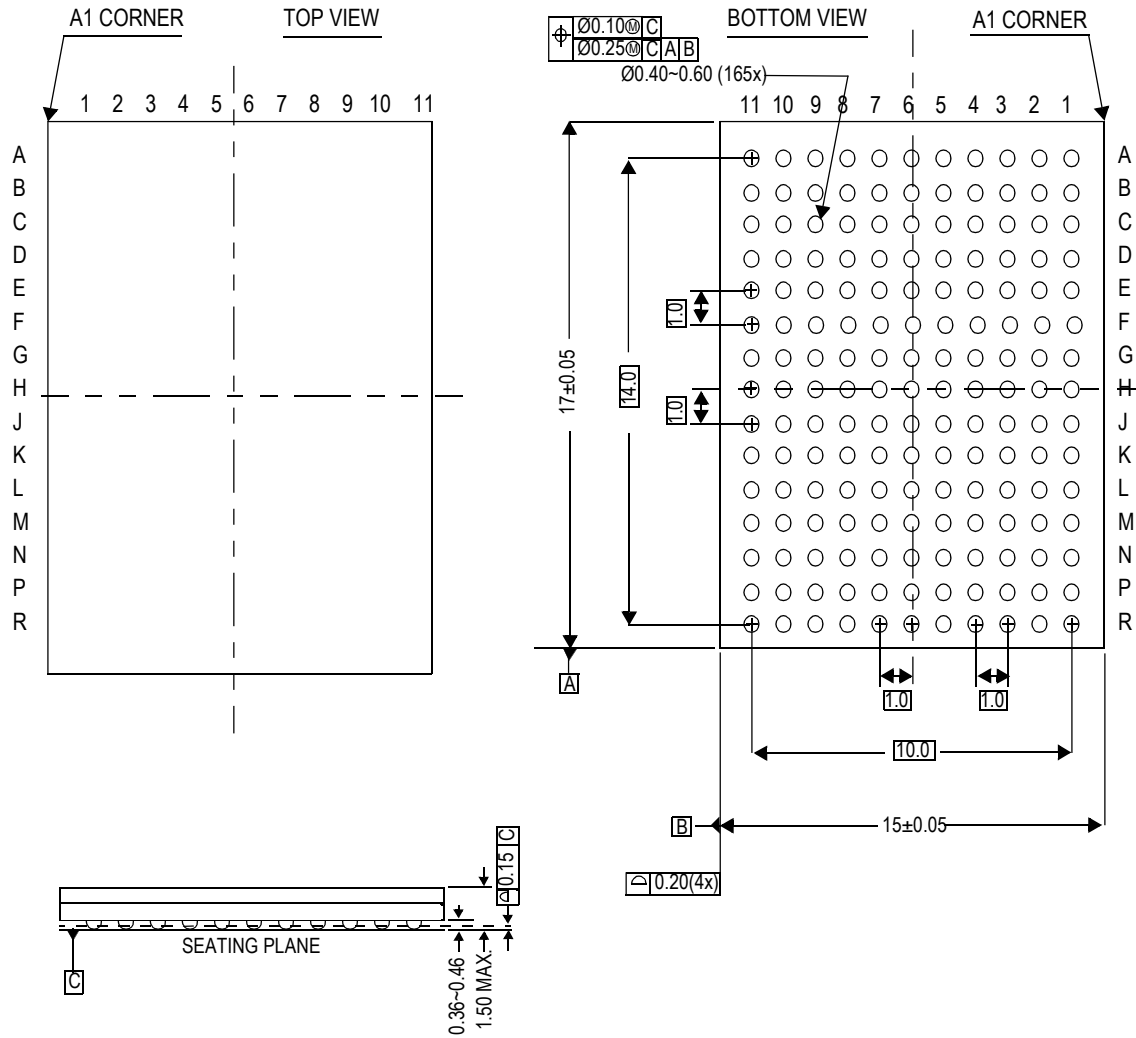 A1 CORNER
TOP VIEW
BOTTOM VIEW
A1 CORNER
⌖ Ø0.10Ⓜ C
Ø0.25Ⓜ C A B
Ø0.40~0.60 (165x)
1 2 3 4 5 6 7 8 9 10 11
11 10 9 8 7 6 5 4 3 2 1
A
B
C
D
E
F
G
H
J
K
L
M
N
P
R
A
B
C
D
E
F
G
H
J
K
L
M
N
P
R
1.0
1.0
17±0.05
14.0
A
1.0
1.0
10.0
B
15±0.05
⌓ 0.20(4x)
⌓ 0.15 C
SEATING PLANE
C
0.36~0.46
1.50 MAX.